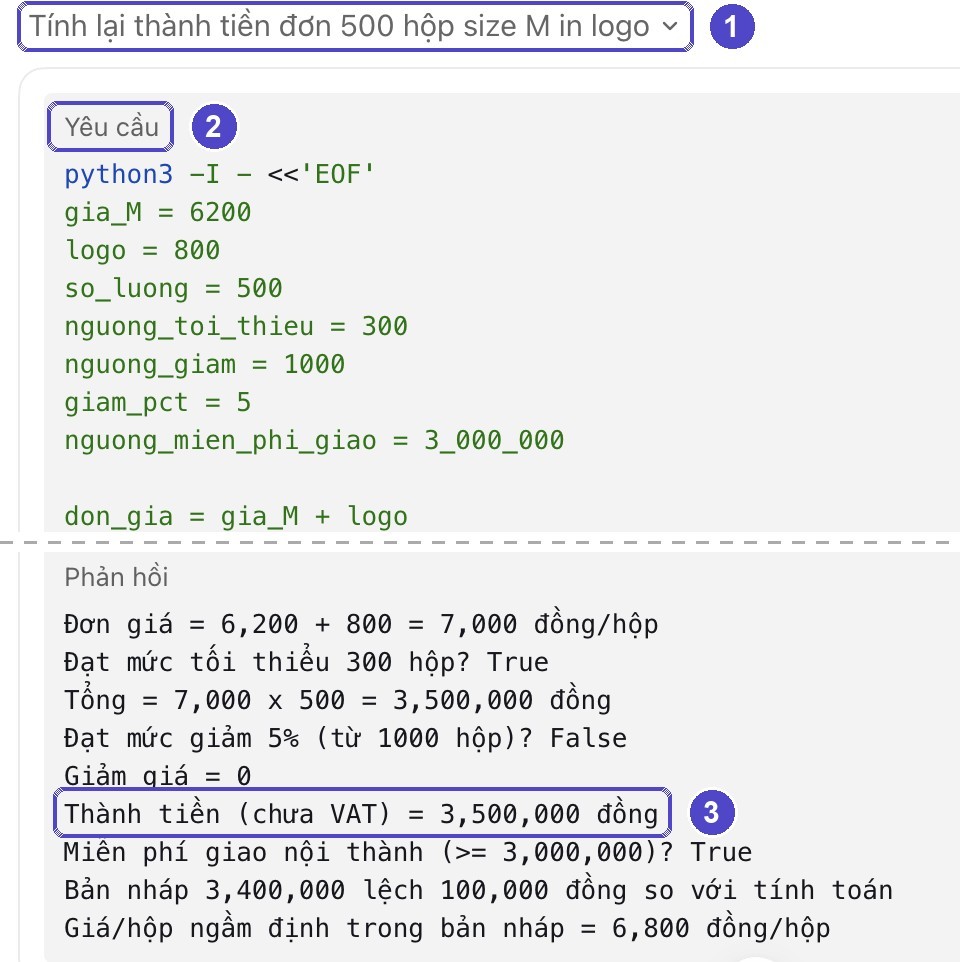 Tính lại thành tiền đơn 500 hộp size M in logo
1
Yêu cầu
2
python3 -I - <<'EOF'
gia_M = 6200
logo = 800
so_luong = 500
nguong_toi_thieu = 300
nguong_giam = 1000
giam_pct = 5
nguong_mien_phi_giao = 3_000_000
don_gia = gia_M + logo
Phản hồi
Đơn giá = 6,200 + 800 = 7,000 đồng/hộp
Đạt mức tối thiểu 300 hộp? True
Tổng = 7,000 x 500 = 3,500,000 đồng
Đạt mức giảm 5% (từ 1000 hộp)? False
Giảm giá = 0
Thành tiền (chưa VAT) = 3,500,000 đồng
3
Miễn phí giao nội thành (>= 3,000,000)? True
Bản nháp 3,400,000 lệch 100,000 đồng so với tính toán
Giá/hộp ngầm định trong bản nháp = 6,800 đồng/hộp